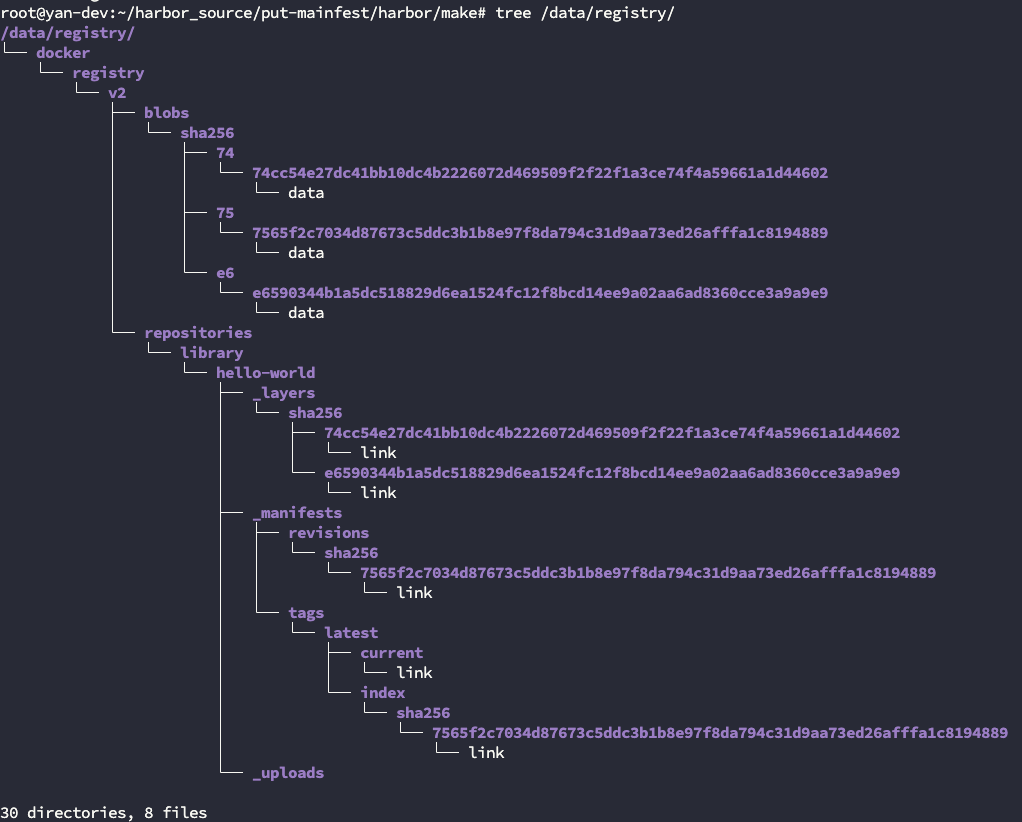 root@yan-dev:~/harbor_source/put-mainfest/harbor/make# tree /data/registry/
/data/registry/
└── docker
    └── registry
        └── v2
            ├── blobs
            │   └── sha256
            │       ├── 74
            │       │   └── 74cc54e27dc41bb10dc4b2226072d469509f2f22f1a3ce74f4a59661a1d44602
            │       │       └── data
            │       ├── 75
            │       │   └── 7565f2c7034d87673c5ddc3b1b8e97f8da794c31d9aa73ed26afffa1c8194889
            │       │       └── data
            │       └── e6
            │           └── e6590344b1a5dc518829d6ea1524fc12f8bcd14ee9a02aa6ad8360cce3a9a9e9
            │               └── data
            └── repositories
                └── library
                    └── hello-world
                        ├── _layers
                        │   └── sha256
                        │       ├── 74cc54e27dc41bb10dc4b2226072d469509f2f22f1a3ce74f4a59661a1d44602
                        │       │   └── link
                        │       └── e6590344b1a5dc518829d6ea1524fc12f8bcd14ee9a02aa6ad8360cce3a9a9e9
                        │           └── link
                        ├── _manifests
                        │   ├── revisions
                        │   │   └── sha256
                        │   │       └── 7565f2c7034d87673c5ddc3b1b8e97f8da794c31d9aa73ed26afffa1c8194889
                        │   │           └── link
                        │   └── tags
                        │       └── latest
                        │           ├── current
                        │           │   └── link
                        │           └── index
                        │               └── sha256
                        │                   └── 7565f2c7034d87673c5ddc3b1b8e97f8da794c31d9aa73ed26afffa1c8194889
                        │                       └── link
                        └── _uploads
30 directories, 8 files